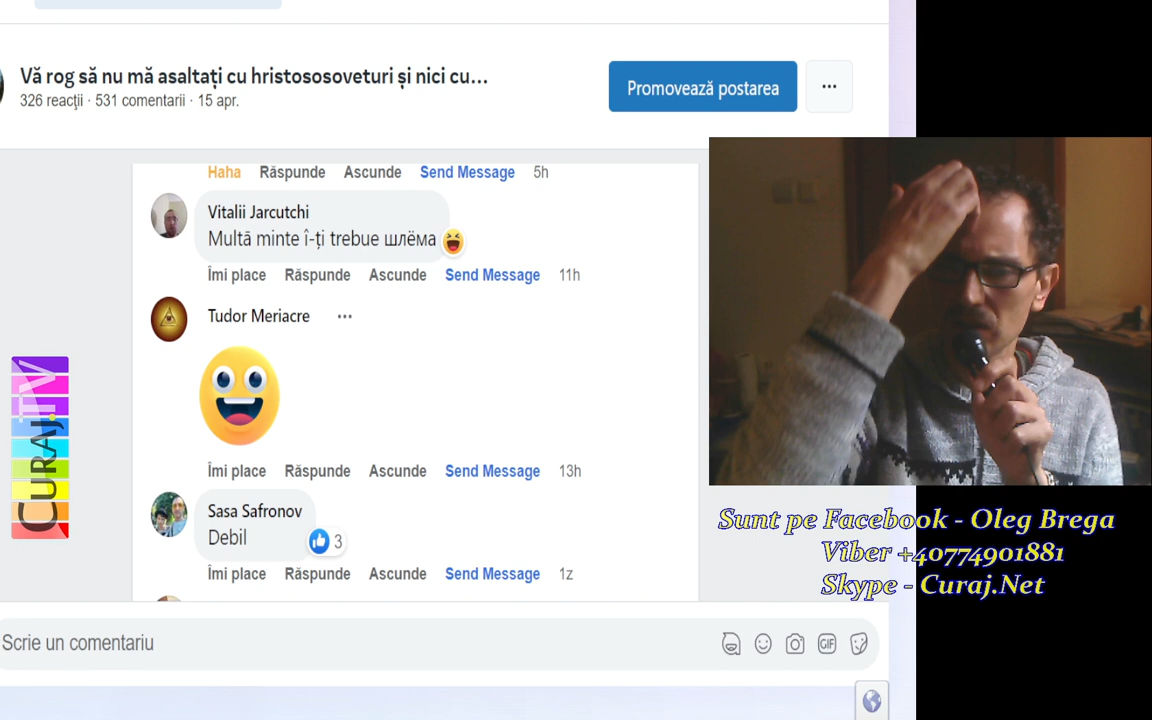 Vă rog să nu mă asaltați cu hristososoveturi și nici cu...
326 reacţii · 531 comentarii · 15 apr.
Promovează postarea
Haha Răspunde Ascunde Send Message 5h
Vitalii Jarcutchi
Multă minte î-ți trebue шлёма
Îmi place Răspunde Ascunde Send Message 11h
Tudor Meriacre
Îmi place Răspunde Ascunde Send Message 13h
Sasa Safronov
Debil
3
Îmi place Răspunde Ascunde Send Message 1z
Scrie un comentariu
GIF
CURAJ.TV
Sunt pe Facebook - Oleg Brega
Viber +40774901881
Skype - Curaj.Net